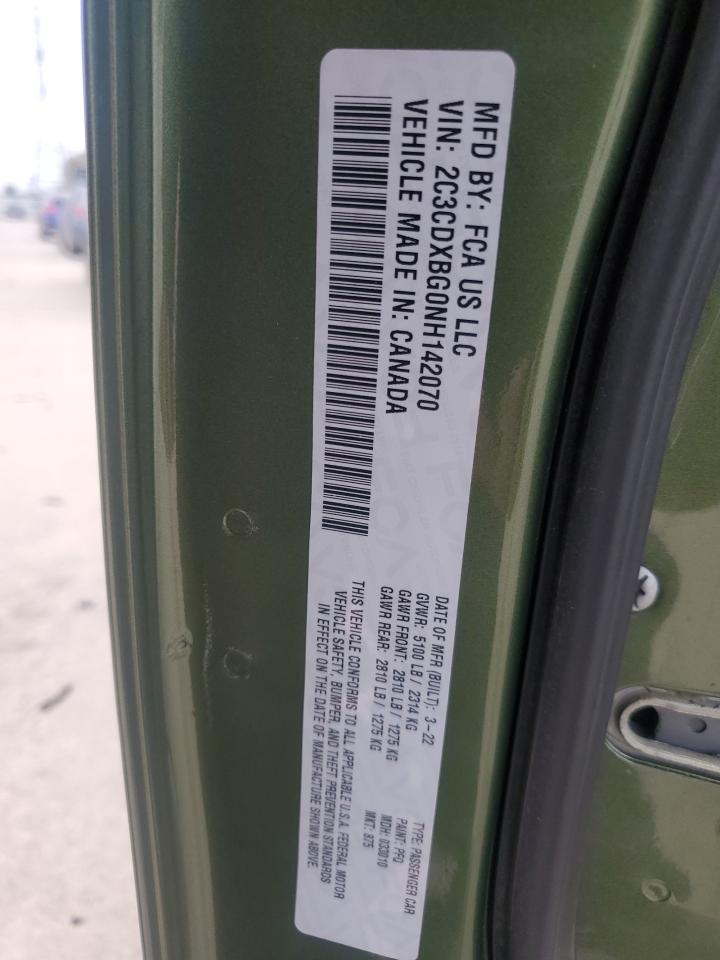 MFD BY: FCA US LLC
VIN: 2C3CDXBG0NH142070
VEHICLE MADE IN: CANADA
DATE OF MFR (BUILT): 3-22
GVWR: 5100 LB / 2314 KG
GAWR FRONT: 2810 LB / 1275 KG
GAWR REAR: 2810 LB / 1275 KG
THIS VEHICLE CONFORMS TO ALL APPLICABLE U.S.A. FEDERAL MOTOR
VEHICLE SAFETY, BUMPER, AND THEFT PREVENTION STANDARDS
IN EFFECT ON THE DATE OF MANUFACTURE SHOWN ABOVE.
TYPE: PASSENGER CAR
PAINT: PFQ
MDH: 033010
MKT: 875